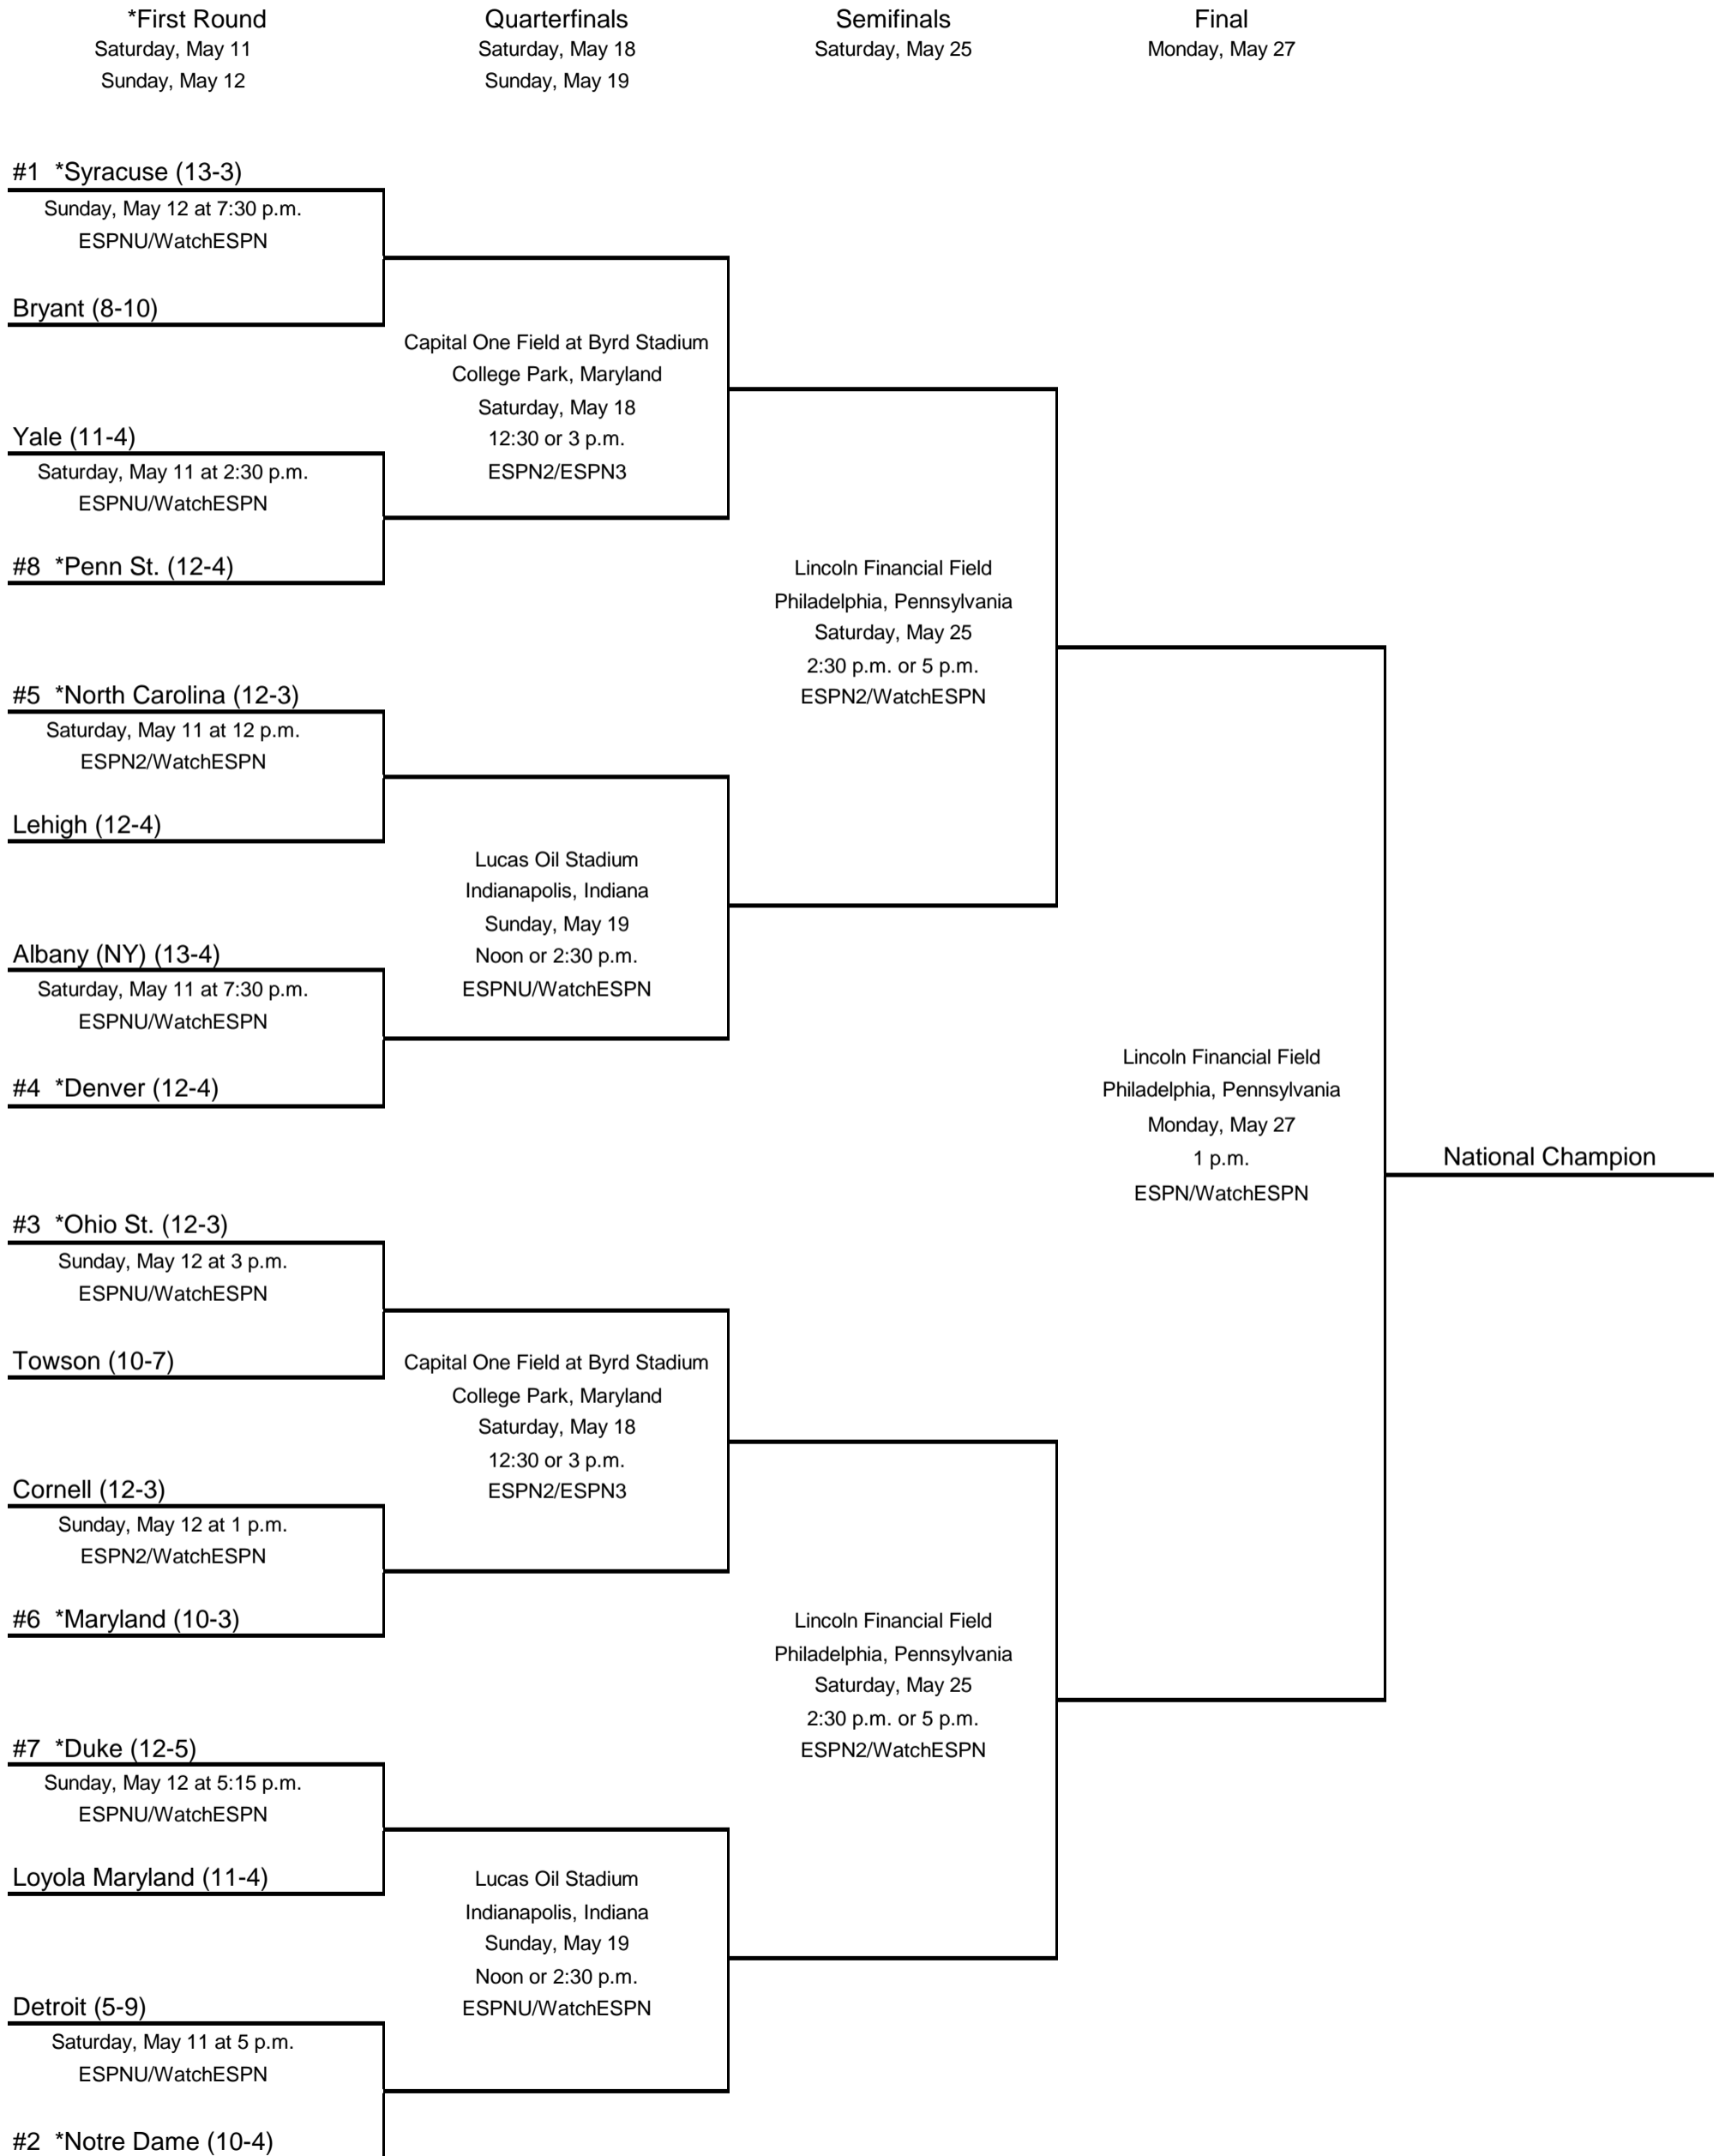 *First Round
Saturday, May 11
Sunday, May 12
Quarterfinals
Saturday, May 18
Sunday, May 19
Semifinals
Saturday, May 25
Final
Monday, May 27
#1 *Syracuse (13-3)
Sunday, May 12 at 7:30 p.m.
ESPNU/WatchESPN
Bryant (8-10)
Capital One Field at Byrd Stadium
College Park, Maryland
Saturday, May 18
12:30 or 3 p.m.
ESPN2/ESPN3
Yale (11-4)
Saturday, May 11 at 2:30 p.m.
ESPNU/WatchESPN
#8 *Penn St. (12-4)
Lincoln Financial Field
Philadelphia, Pennsylvania
Saturday, May 25
2:30 p.m. or 5 p.m.
ESPN2/WatchESPN
#5 *North Carolina (12-3)
Saturday, May 11 at 12 p.m.
ESPN2/WatchESPN
Lehigh (12-4)
Lucas Oil Stadium
Indianapolis, Indiana
Sunday, May 19
Noon or 2:30 p.m.
ESPNU/WatchESPN
Albany (NY) (13-4)
Saturday, May 11 at 7:30 p.m.
ESPNU/WatchESPN
#4 *Denver (12-4)
Lincoln Financial Field
Philadelphia, Pennsylvania
Monday, May 27
1 p.m.
ESPN/WatchESPN
National Champion
#3 *Ohio St. (12-3)
Sunday, May 12 at 3 p.m.
ESPNU/WatchESPN
Towson (10-7)
Capital One Field at Byrd Stadium
College Park, Maryland
Saturday, May 18
12:30 or 3 p.m.
ESPN2/ESPN3
Cornell (12-3)
Sunday, May 12 at 1 p.m.
ESPN2/WatchESPN
#6 *Maryland (10-3)
Lincoln Financial Field
Philadelphia, Pennsylvania
Saturday, May 25
2:30 p.m. or 5 p.m.
ESPN2/WatchESPN
#7 *Duke (12-5)
Sunday, May 12 at 5:15 p.m.
ESPNU/WatchESPN
Loyola Maryland (11-4)
Lucas Oil Stadium
Indianapolis, Indiana
Sunday, May 19
Noon or 2:30 p.m.
ESPNU/WatchESPN
Detroit (5-9)
Saturday, May 11 at 5 p.m.
ESPNU/WatchESPN
#2 *Notre Dame (10-4)